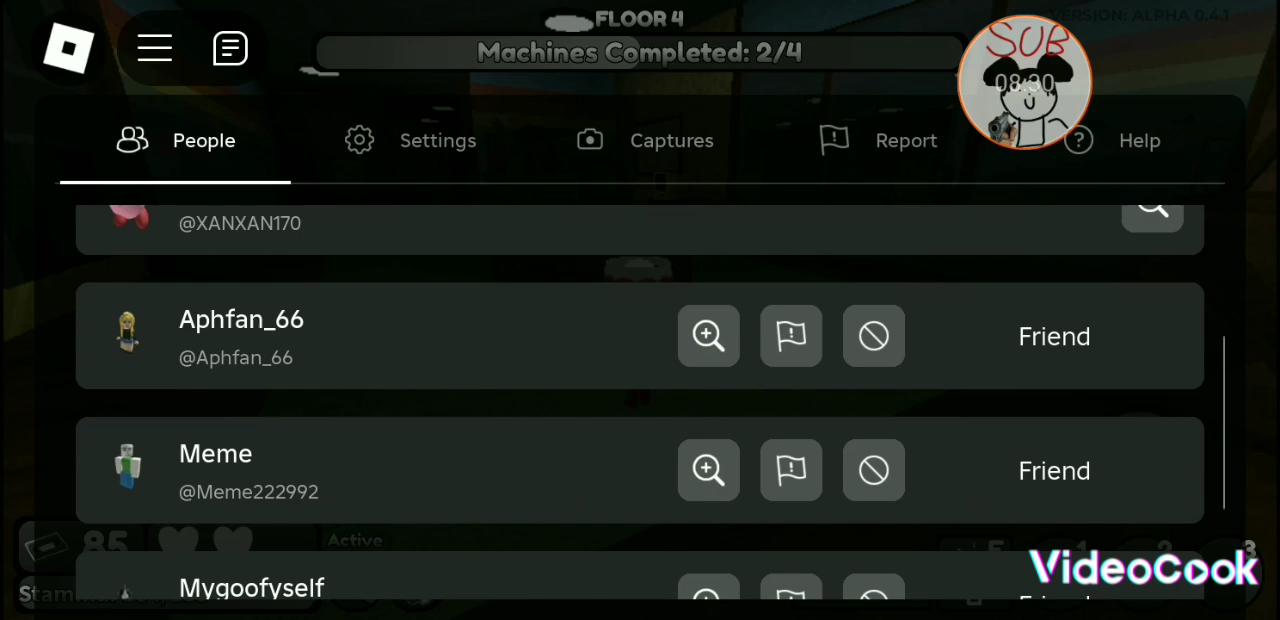 FLOOR 4
VERSION: ALPHA 0.4.1
Machines Completed: 2/4
SUB
08:30
People
Settings
Captures
Report
Help
@XANXAN170
Aphfan_66
@Aphfan_66
Friend
Meme
@Meme222992
Friend
85
Active
Mygoofyself
VideoCook
3